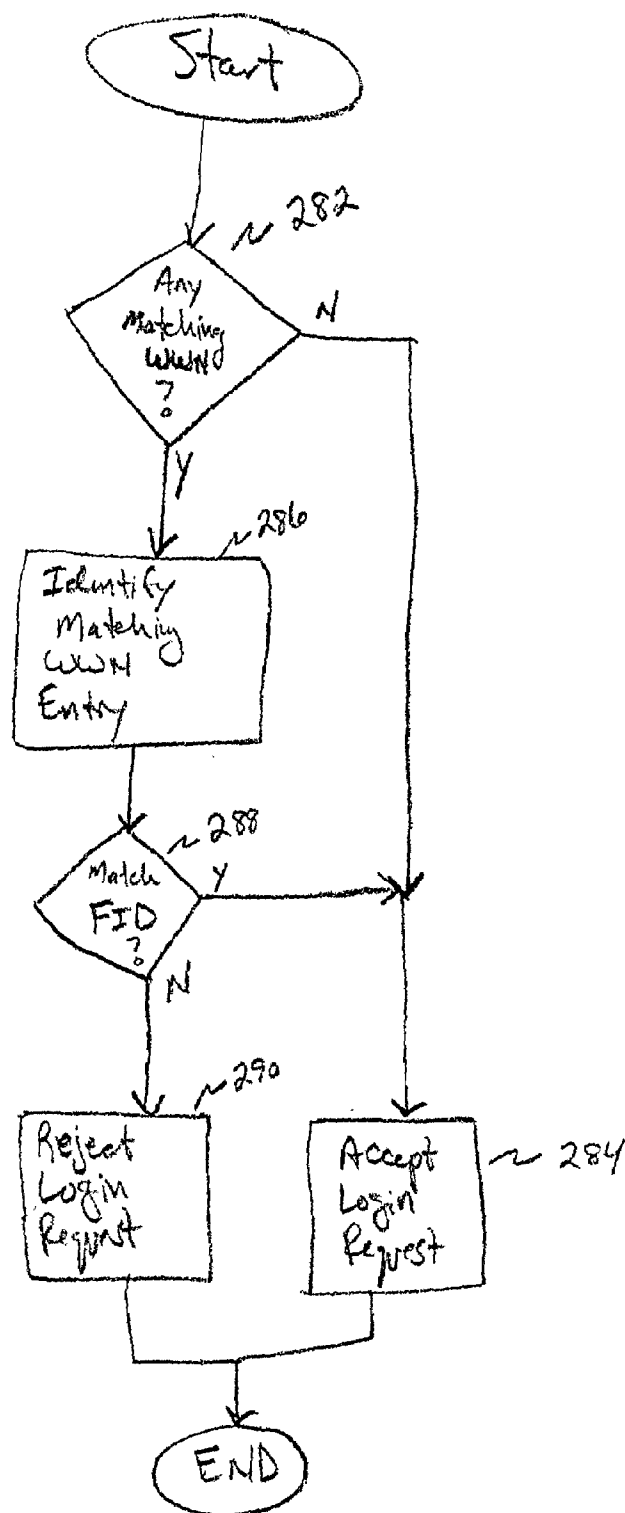 Start
282
Any
Matching
WWN
?
N
Y
286
Identify
Matching
WWN
Entry
288
Match
FID
?
Y
N
290
Reject
Login
Request
Accept
Login
Request
284
END